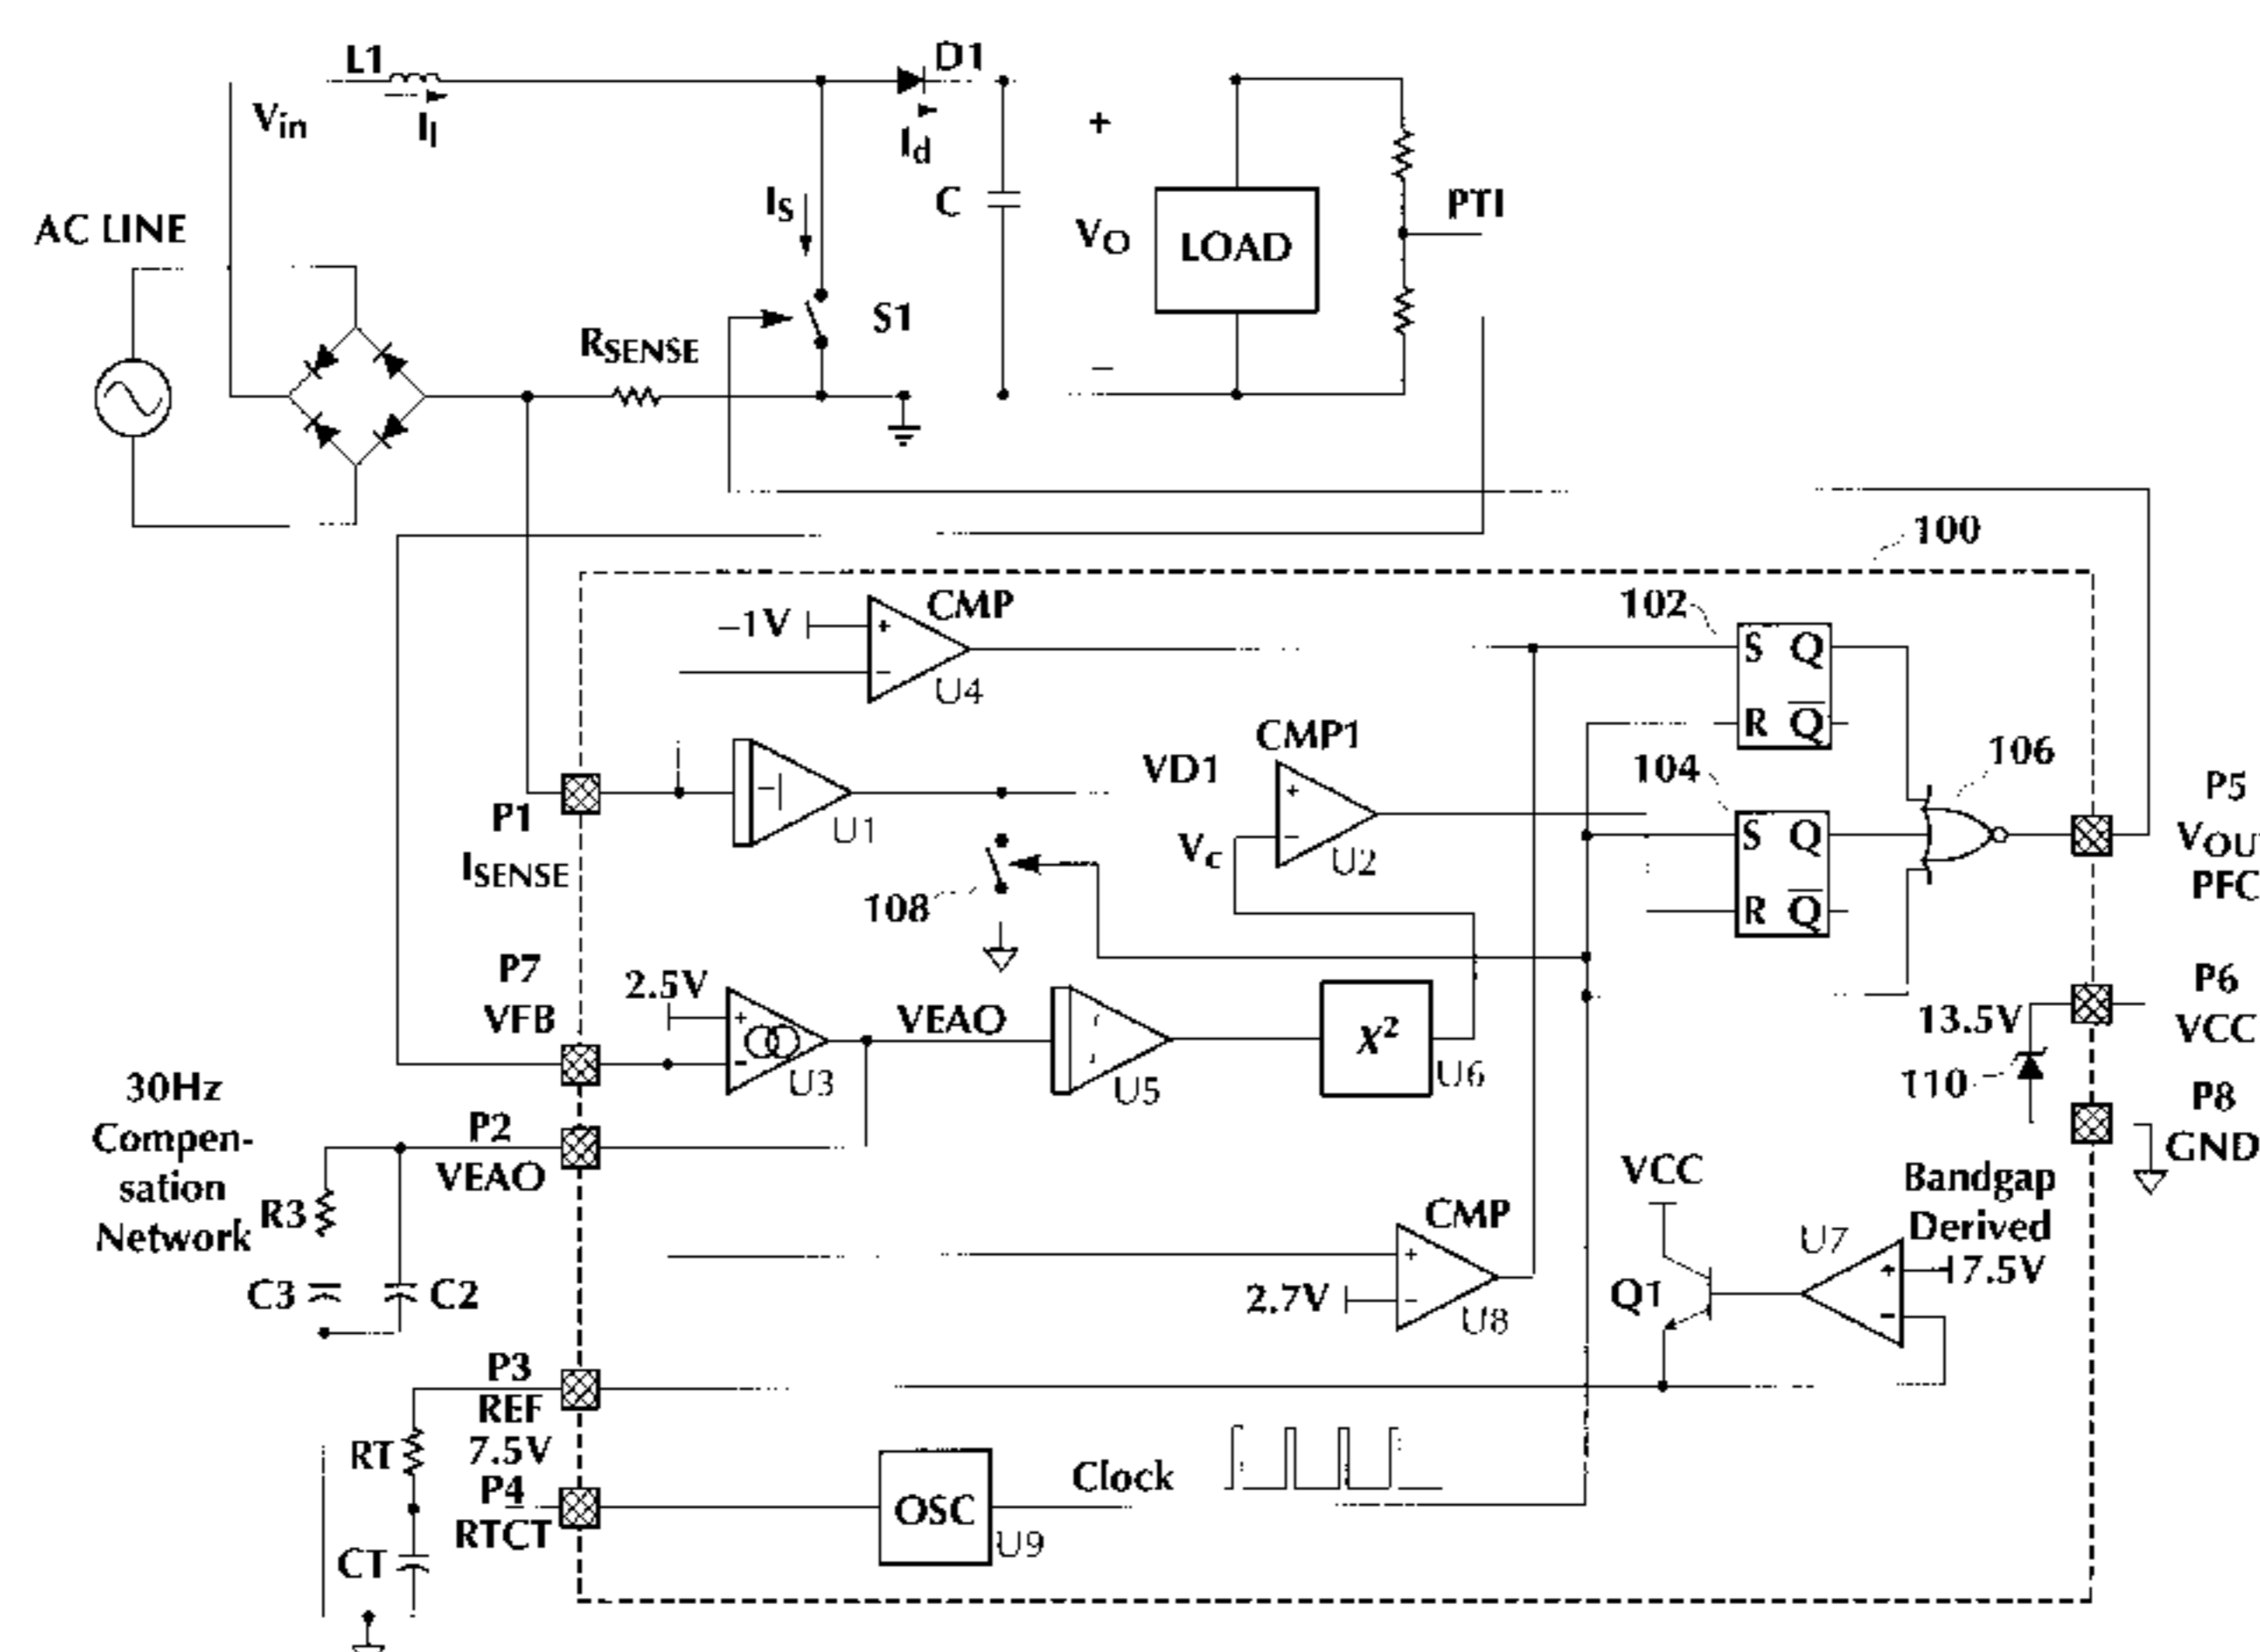 L1
D1
Vin
Il
Id
+
IS
C
AC LINE
VO
LOAD
PTI
RSENSE
S1
−
100
CMP
−1V
+
−
U4
102
S Q
R Q
CMP1
VD1
+
−
U2
Vc
104
106
S Q
R Q
P5
VOU
PFC
P1
ISENSE
U1
108
P7
VFB
2.5V
+
−
U3
VEAO
U5
X2
U6
13.5V
P6
VCC
110
P8
GND
30Hz
Compen-
sation
Network
P2
VEAO
R3
C3
C2
CMP
+
−
2.7V
U8
VCC
Q1
Bandgap
Derived
7.5V
U7
+
−
P3
REF
7.5V
RT
P4
RTCT
CT
OSC
U9
Clock